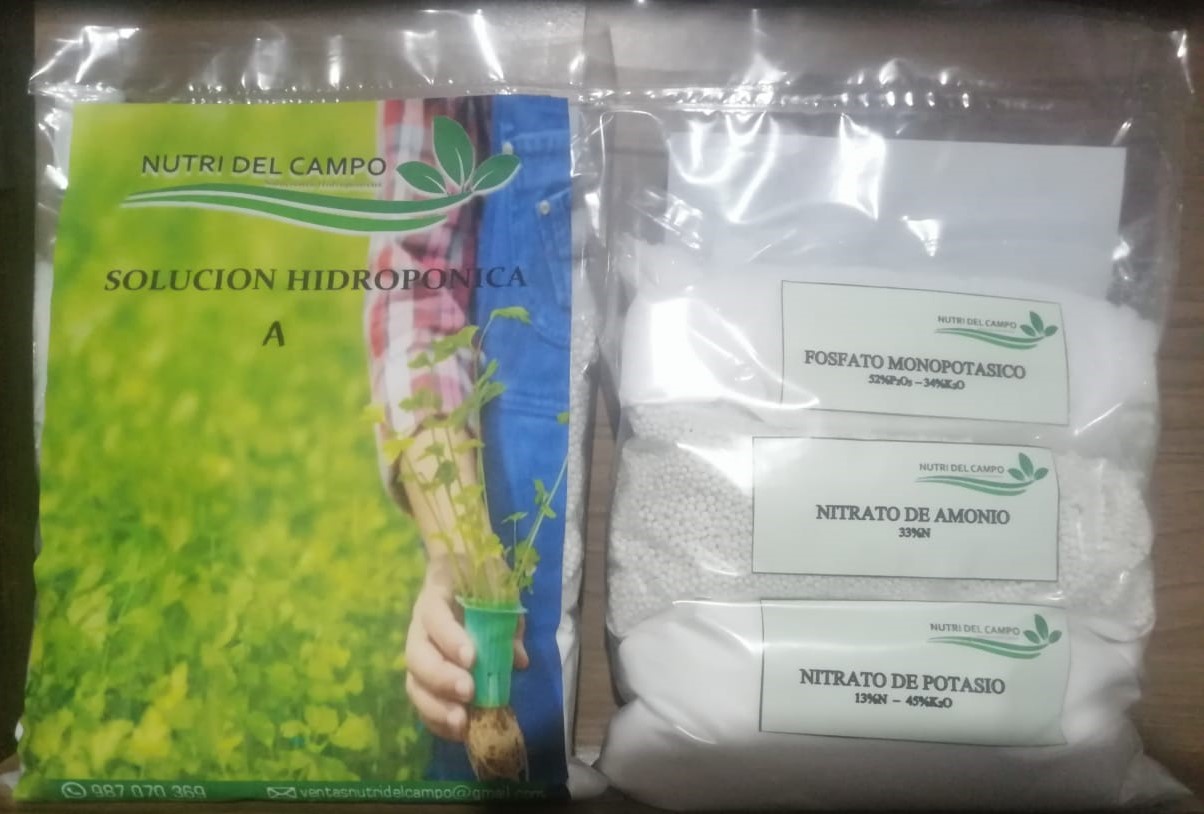 NUTRI DEL CAMPO
SOLUCION HIDROPONICA
A
987 070 369
ventasnutridelcampo@gmail.com
NUTRI DEL CAMPO
FOSFATO MONOPOTASICO
52%P₂O₅ – 34%K₂O
NUTRI DEL CAMPO
NITRATO DE AMONIO
33%N
NUTRI DEL CAMPO
NITRATO DE POTASIO
13%N – 45%K₂O